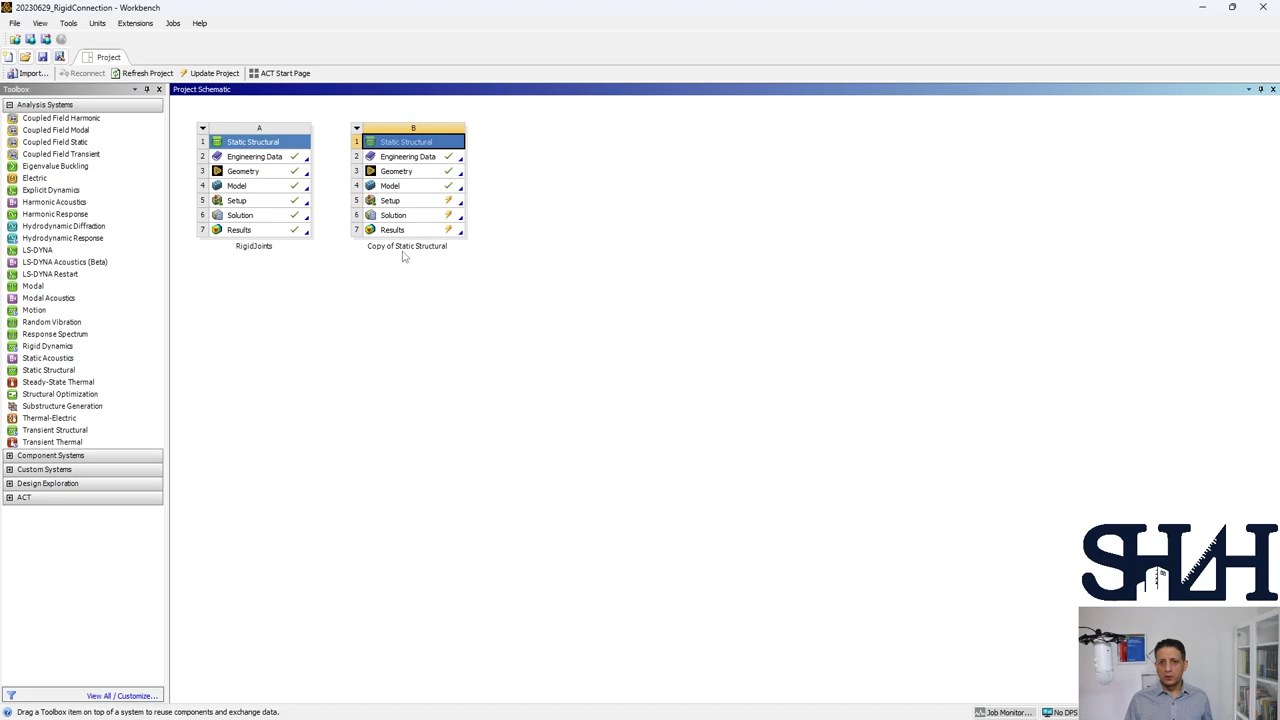 20230629_RigidConnection - Workbench
File View Tools Units Extensions Jobs Help
Project
Import... Reconnect Refresh Project Update Project ACT Start Page
Toolbox
Project Schematic
Analysis Systems
Coupled Field Harmonic
Coupled Field Modal
Coupled Field Static
Coupled Field Transient
Eigenvalue Buckling
Electric
Explicit Dynamics
Harmonic Acoustics
Harmonic Response
Hydrodynamic Diffraction
Hydrodynamic Response
LS-DYNA
LS-DYNA Acoustics (Beta)
LS-DYNA Restart
Modal
Modal Acoustics
Motion
Random Vibration
Response Spectrum
Rigid Dynamics
Static Acoustics
Static Structural
Steady-State Thermal
Structural Optimization
Substructure Generation
Thermal-Electric
Transient Structural
Transient Thermal
Component Systems
Custom Systems
Design Exploration
ACT
View All / Customize...
A
1 Static Structural
2 Engineering Data
3 Geometry
4 Model
5 Setup
6 Solution
7 Results
RigidJoints
B
1 Static Structural
2 Engineering Data
3 Geometry
4 Model
5 Setup
6 Solution
7 Results
Copy of Static Structural
SHLH
Drag a Toolbox item on top of a system to reuse components and exchange data.
Job Monitor... No DPS